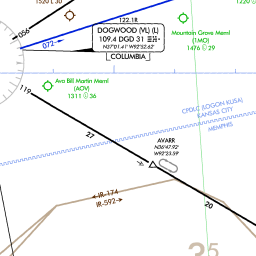 1520 L 30
122.1R
056
DOGWOOD (VL) (L)
109.4 DGD 31
N37°01.41' W92°52.62'
COLUMBIA
072
Mountain Grove Meml
(1MO)
1476 29
Ava Bill Martin Meml
(AOV)
1311 36
119
CPDLC (LOGON KUSA)
KANSAS CITY
MEMPHIS
27
AVARR
N36°47.92'
W92°23.59'
IR-174
IR-592
20
35